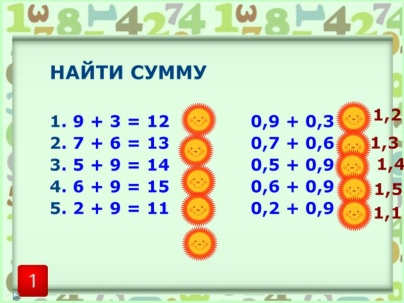 НАЙТИ СУММУ
1. 9 + 3 = 12 0,9 + 0,3 1,2
2. 7 + 6 = 13 0,7 + 0,6 1,3
3. 5 + 9 = 14 0,5 + 0,9 1,4
4. 6 + 9 = 15 0,6 + 0,9 1,5
5. 2 + 9 = 11 0,2 + 0,9 1,1
1